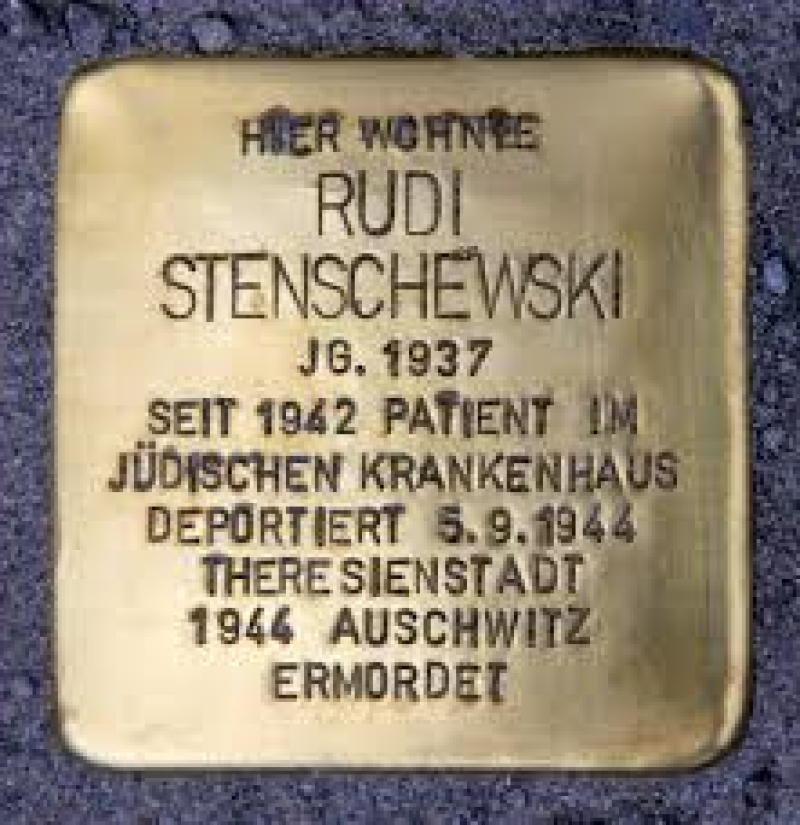 HIER WOHNTE
RUDI
STENSCHEWSKI
JG. 1937
SEIT 1942 PATIENT IM
JÜDISCHEN KRANKENHAUS
DEPORTIERT 5.9.1944
THERESIENSTADT
1944 AUSCHWITZ
ERMORDET